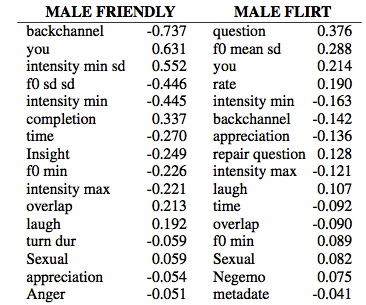 MALE FRIENDLY MALE FLIRT
backchannel -0.737 question 0.376
you 0.631 f0 mean sd 0.288
intensity min sd 0.552 you 0.214
f0 sd sd -0.446 rate 0.190
intensity min -0.445 intensity min -0.163
completion 0.337 backchannel -0.142
time -0.270 appreciation -0.136
Insight -0.249 repair question 0.128
f0 min -0.226 intensity max -0.121
intensity max -0.221 laugh 0.107
overlap 0.213 time -0.092
laugh 0.192 overlap -0.090
turn dur -0.059 f0 min 0.089
Sexual 0.059 Sexual 0.082
appreciation -0.054 Negemo 0.075
Anger -0.051 metadate -0.041